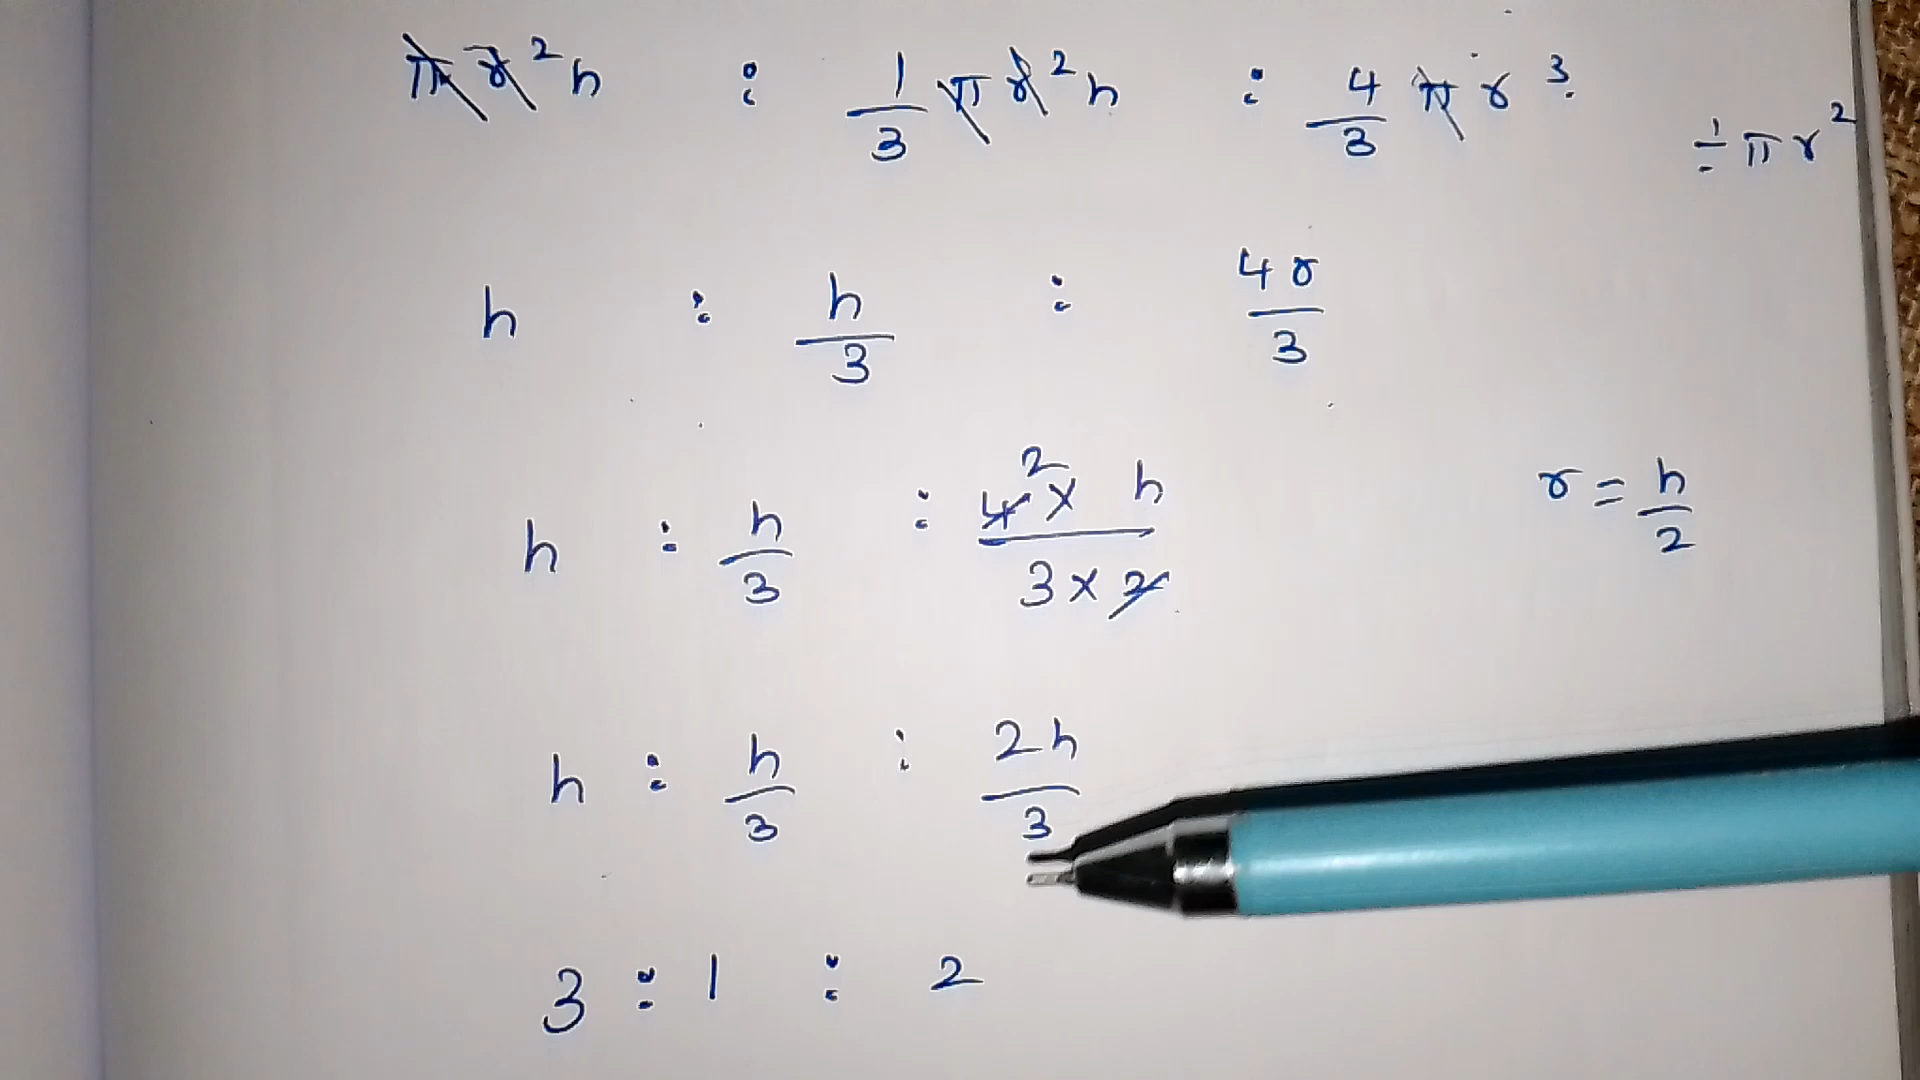 πr²h : 1/3 πr²h : 4/3 πr³
÷ πr²
h : h/3 : 4r/3
h : h/3 : 4² × h / 3 × 2
r = h/2
h : h/3 : 2h/3
3 : 1 : 2